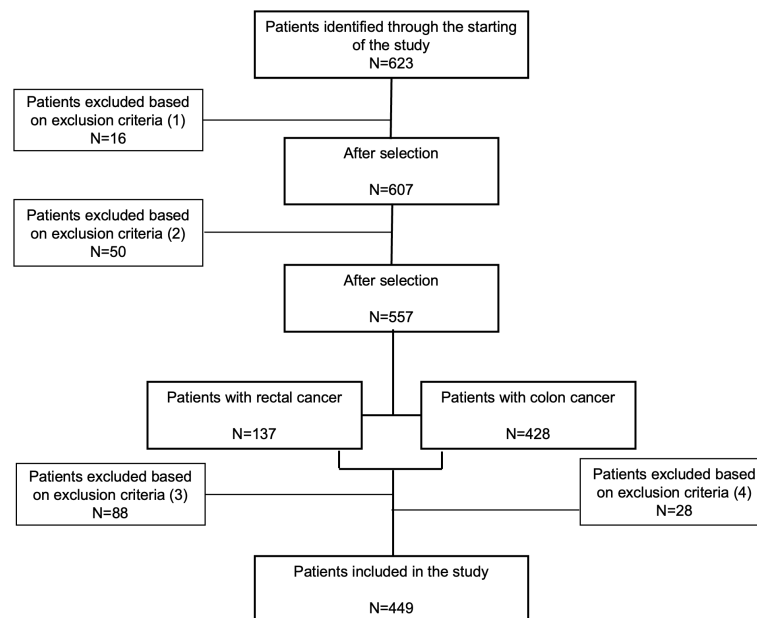 Patients identified through the starting
of the study
N=623
Patients excluded based
on exclusion criteria (1)
N=16
After selection
N=607
Patients excluded based
on exclusion criteria (2)
N=50
After selection
N=557
Patients with rectal cancer
N=137
Patients with colon cancer
N=428
Patients excluded based
on exclusion criteria (3)
N=88
Patients excluded based
on exclusion criteria (4)
N=28
Patients included in the study
N=449